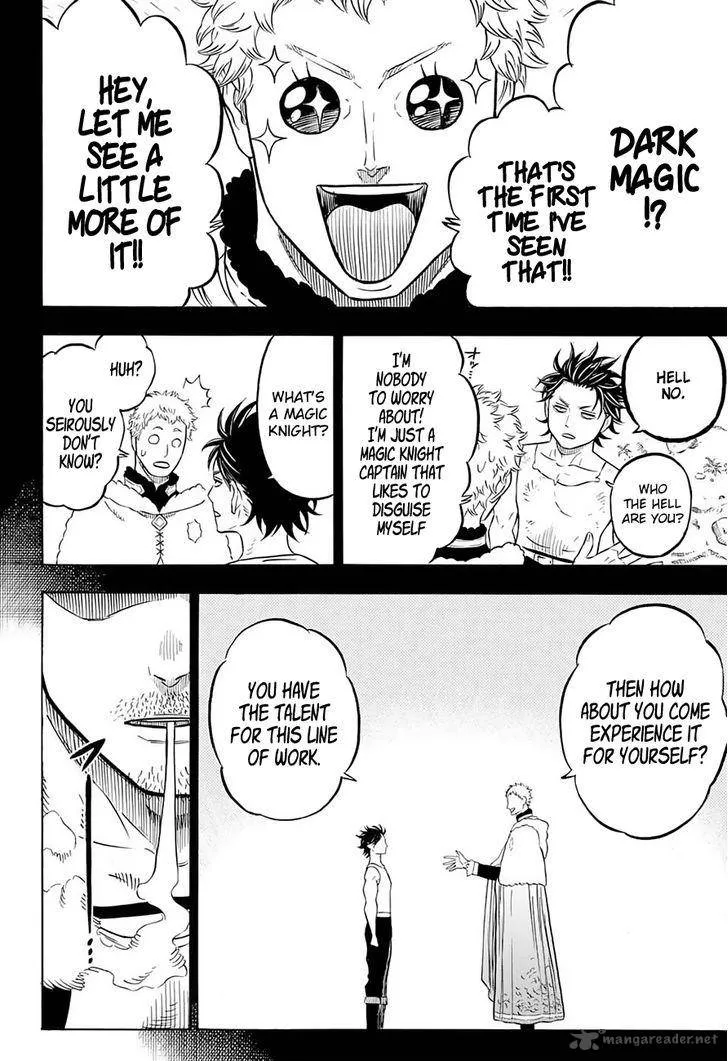 DARK
MAGIC
!?
THAT'S
THE FIRST
TIME I'VE
SEEN
THAT!!
HEY,
LET ME
SEE A
LITTLE
MORE OF
IT!!
HELL
NO.
WHO
THE HELL
ARE YOU?
I'M
NOBODY
TO WORRY
ABOUT!
I'M JUST A
MAGIC KNIGHT
CAPTAIN THAT
LIKES TO
DISGUISE
MYSELF
WHAT'S
A MAGIC
KNIGHT?
HUH?
YOU
SEIROUSLY
DON'T
KNOW?
THEN HOW
ABOUT YOU COME
EXPERIENCE IT
FOR YOURSELF?
YOU HAVE
THE TALENT
FOR THIS LINE
OF WORK.
mangareader.net